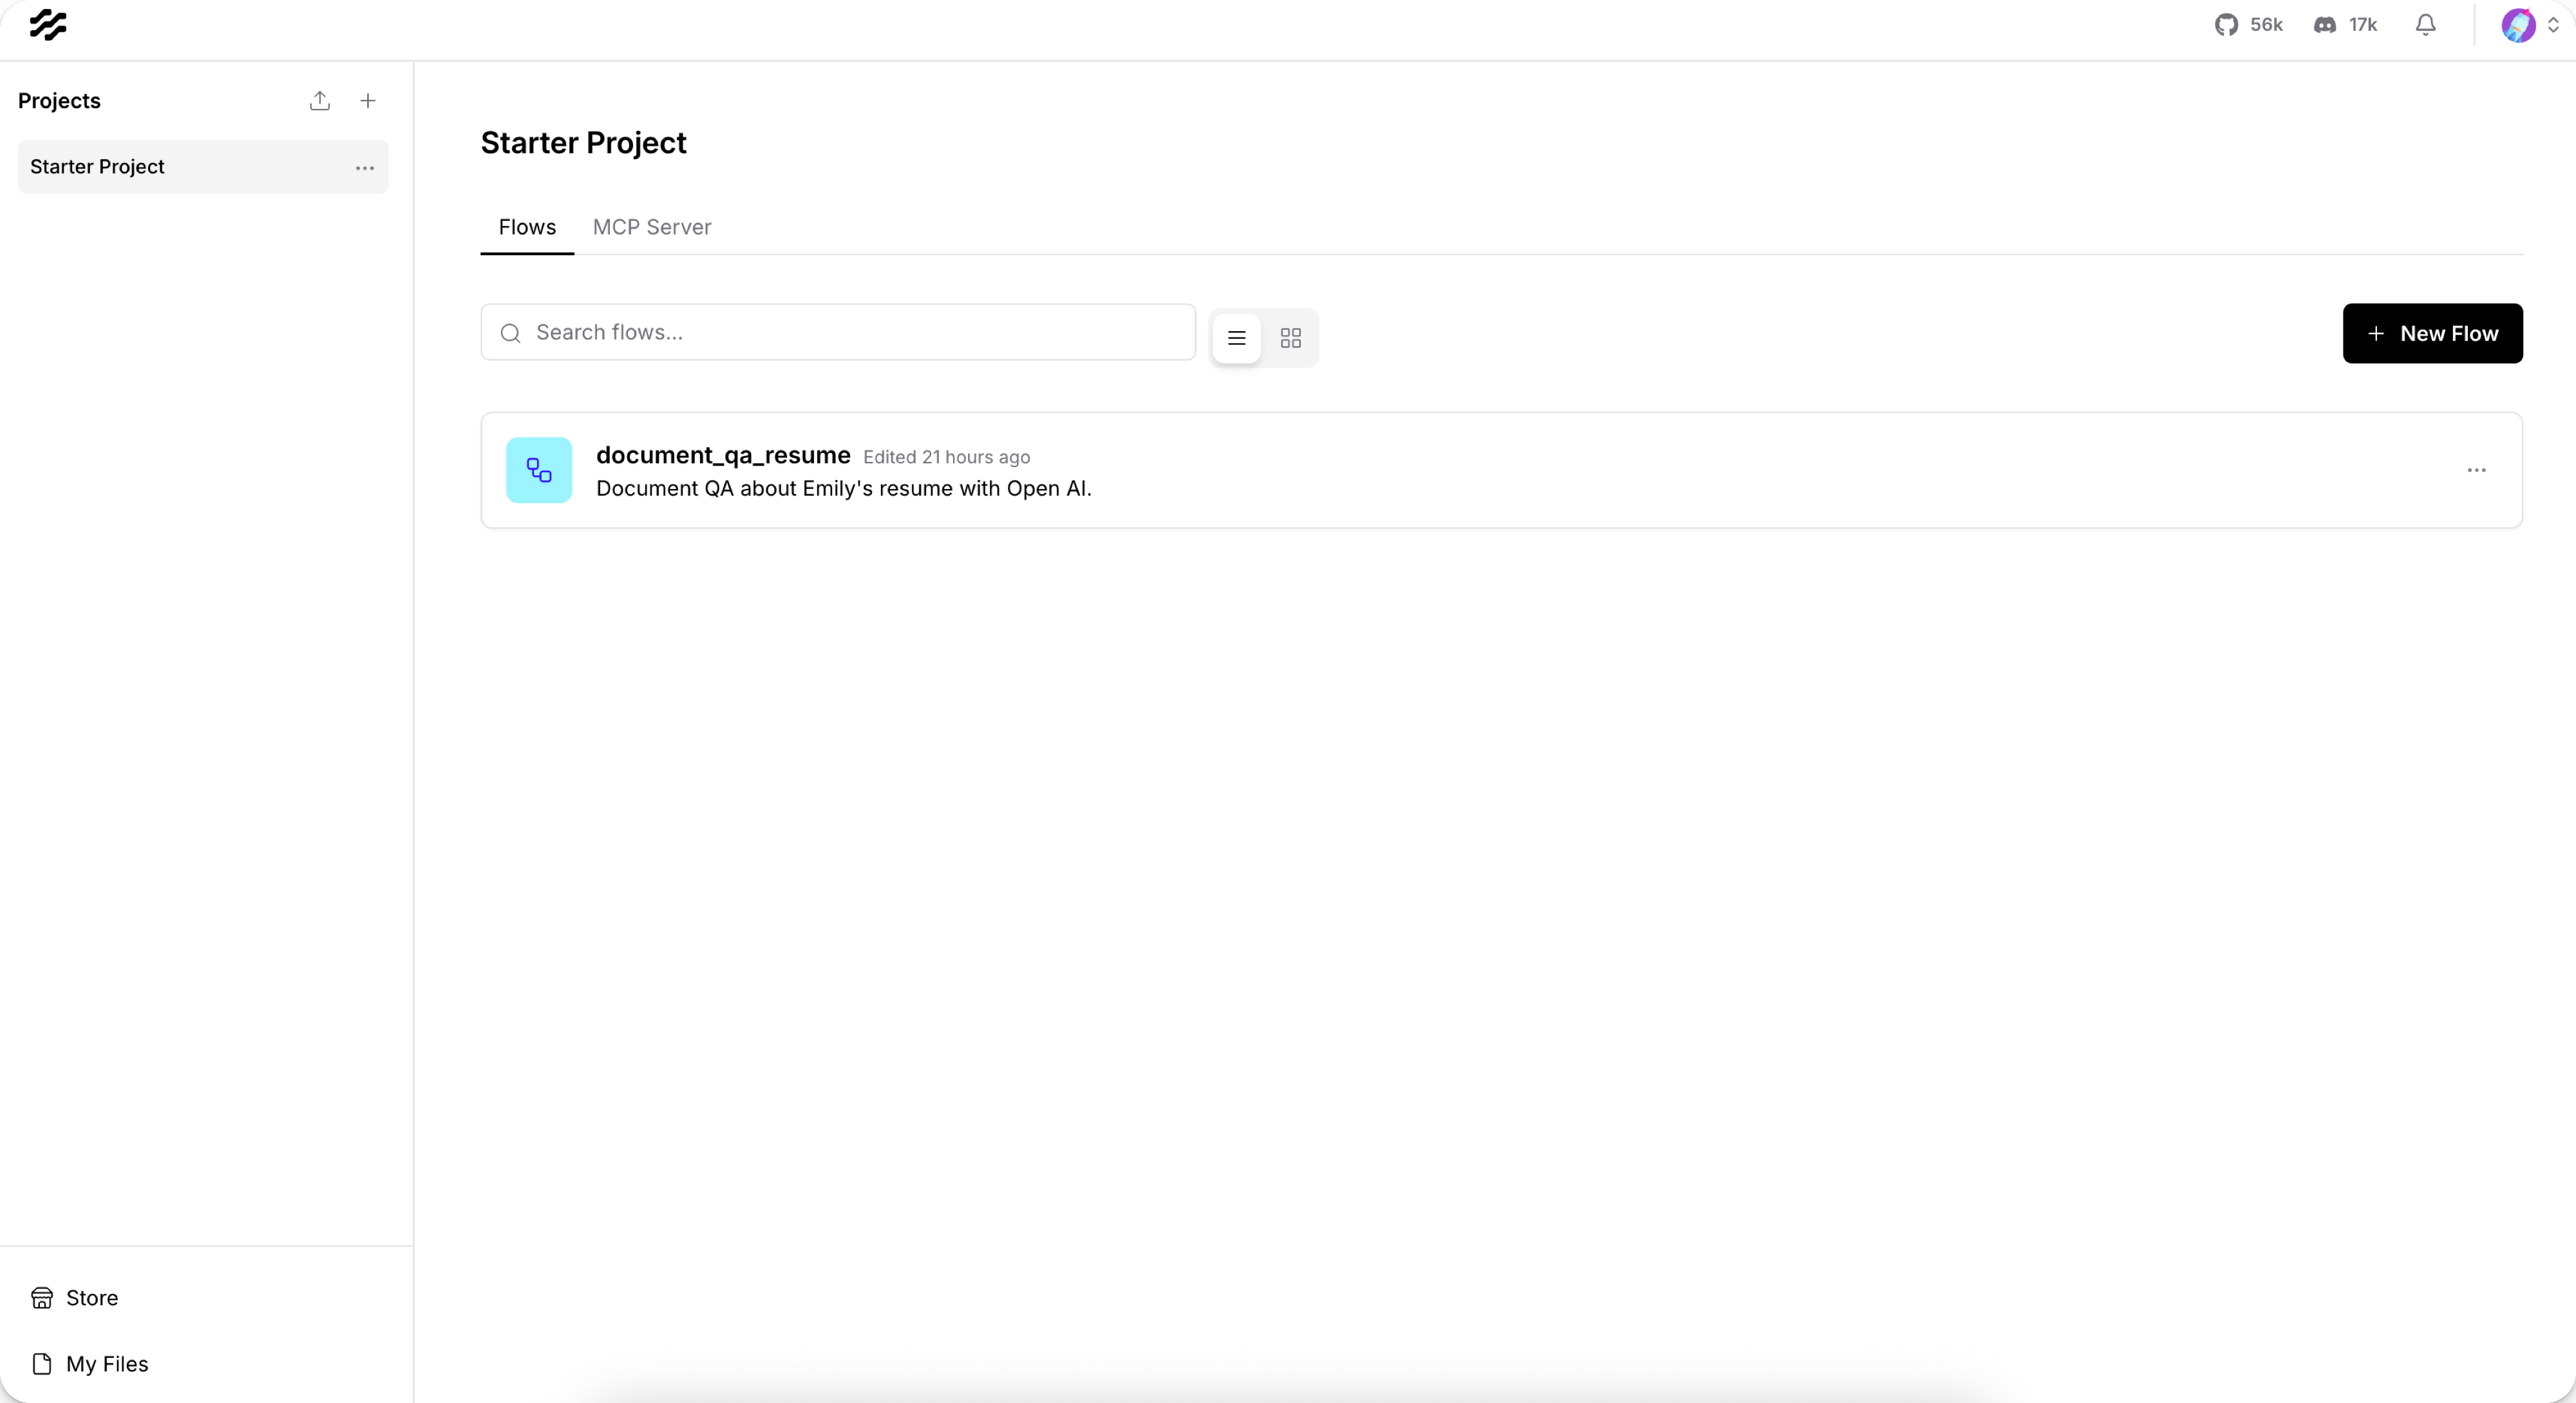 56k
17k
Projects
Starter Project
Starter Project
Flows
MCP Server
Search flows...
New Flow
document_qa_resume Edited 21 hours ago
Document QA about Emily's resume with Open AI.
Store
My Files